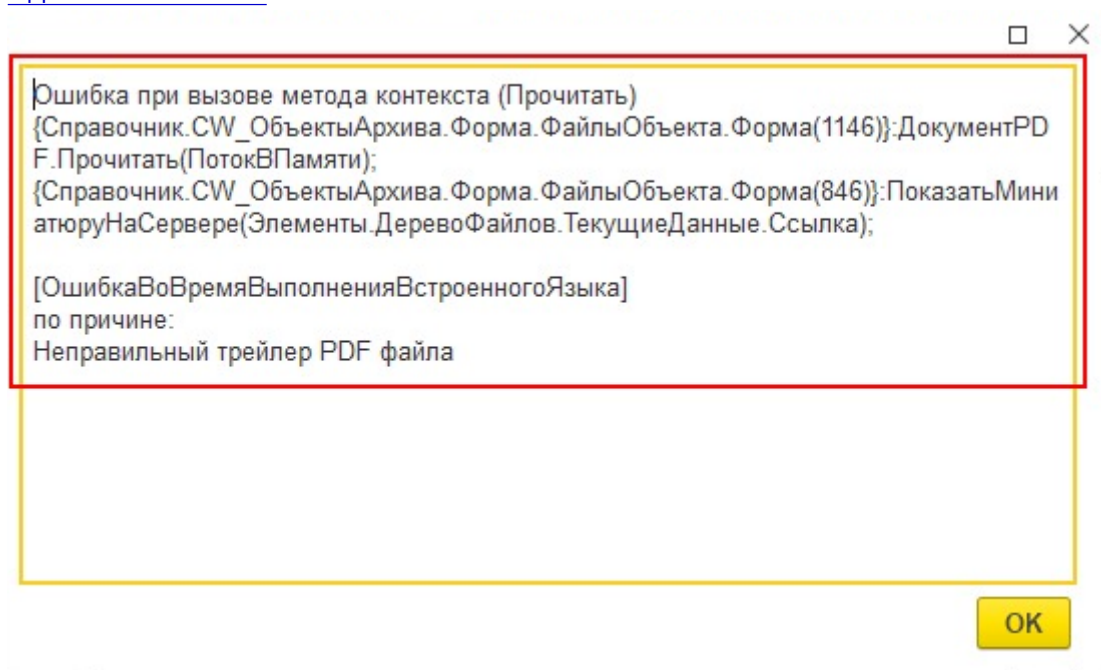 Ошибка при вызове метода контекста (Прочитать)
{Справочник.CW_ОбъектыАрхива.Форма.ФайлыОбъекта.Форма(1146)}:ДокументPD
F.Прочитать(ПотокВПамяти);
{Справочник.CW_ОбъектыАрхива.Форма.ФайлыОбъекта.Форма(846)}:ПоказатьМини
атюруНаСервере(Элементы.ДеревоФайлов.ТекущиеДанные.Ссылка);
[ОшибкаВоВремяВыполненияВстроенногоЯзыка]
по причине:
Неправильный трейлер PDF файла
OK